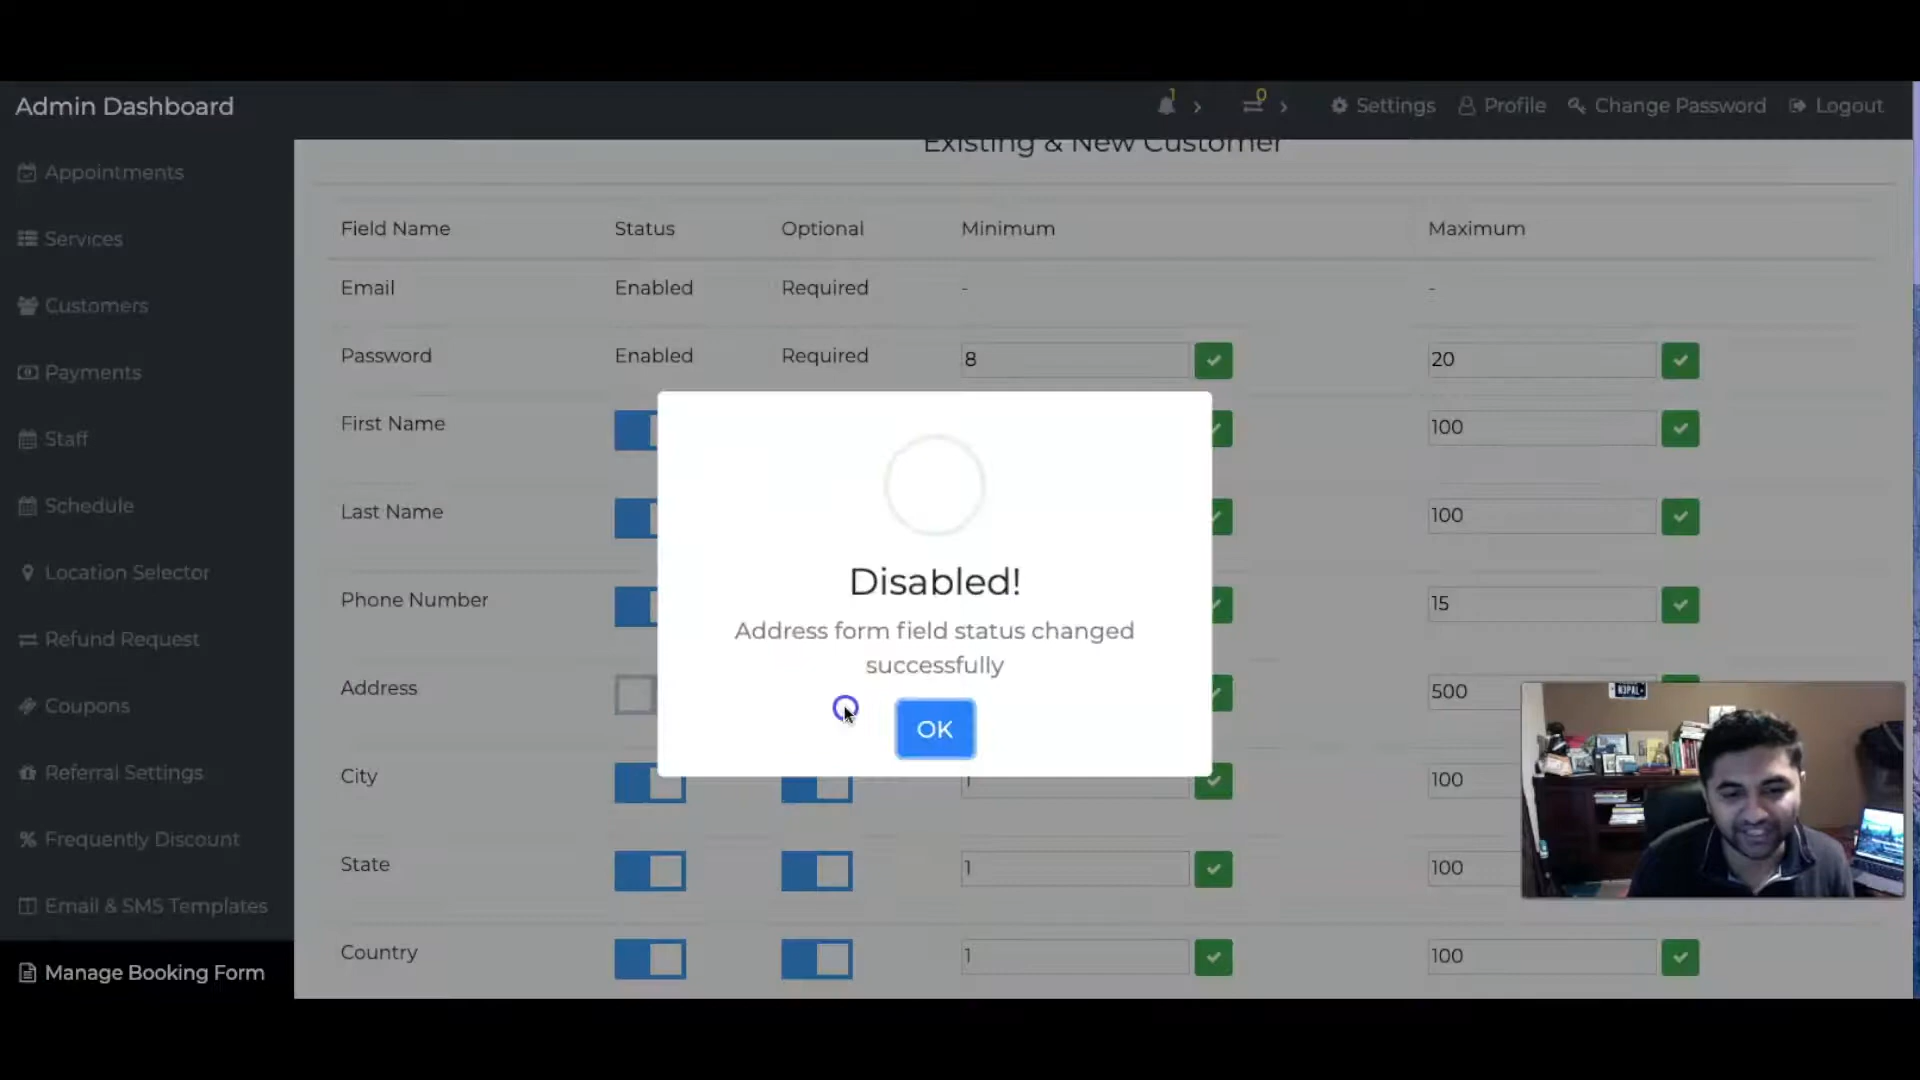 Admin Dashboard
1
0
Settings
Profile
Change Password
Logout
Appointments
Services
Customers
Payments
Staff
Schedule
Location Selector
Refund Request
Coupons
Referral Settings
Frequently Discount
Email & SMS Templates
Manage Booking Form
Existing & New Customer
Field Name Status Optional Minimum Maximum
Email Enabled Required - -
Password Enabled Required 8 20
First Name 100
Last Name 100
Phone Number 15
Address 500
City 1 100
State 1 100
Country 1 100
Disabled!
Address form field status changed
successfully
OK